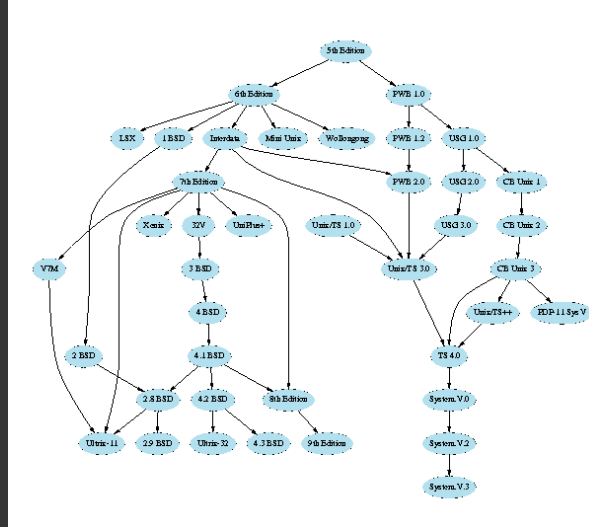 5th Edition
6th Edition
PWB 1.0
LSX
1 BSD
Interdata
Mini Unix
Wollongong
PWB 1.2
USG 1.0
7th Edition
PWB 2.0
USG 2.0
CB Unix 1
Xenix
32V
UniPlus+
Unix/TS 1.0
USG 3.0
CB Unix 2
V7M
3 BSD
Unix/TS 3.0
CB Unix 3
4 BSD
Unix/TS++
PDP-11 Sys V
2 BSD
4.1 BSD
TS 4.0
2.8 BSD
4.2 BSD
8th Edition
System V.0
Ultrix-11
2.9 BSD
Ultrix-32
4.3 BSD
9th Edition
System V.2
System V.3